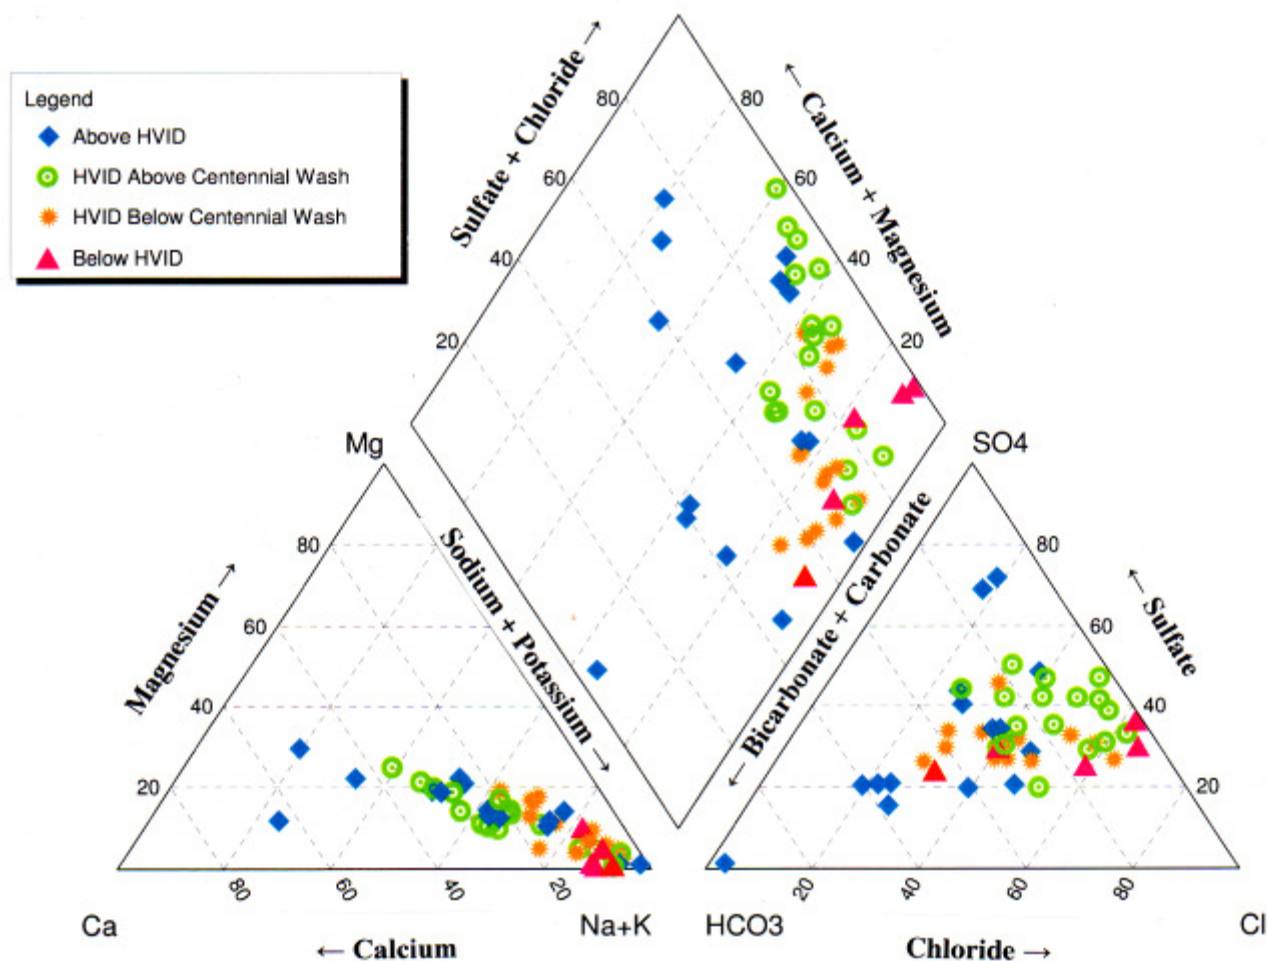 Legend
Above HVID
HVID Above Centennial Wash
HVID Below Centennial Wash
Below HVID
Sulfate + Chloride →
← Calcium + Magnesium
80
80
60
60
40
40
20
20
Mg
SO4
Sodium + Potassium →
← Bicarbonate + Carbonate
Magnesium →
← Sulfate
80
80
60
60
40
40
20
20
80
60
40
20
20
40
60
80
Ca
Na+K
HCO3
Cl
← Calcium
Chloride →